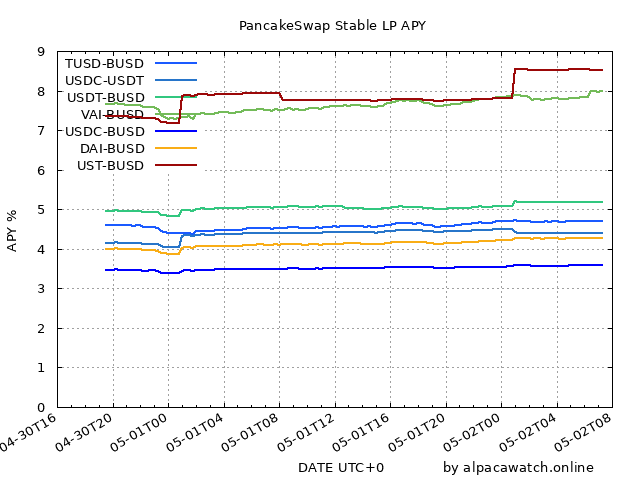 PancakeSwap Stable LP APY
9
8
7
6
5
4
3
2
1
0
APY %
TUSD-BUSD
USDC-USDT
USDT-BUSD
VAI-BUSD
USDC-BUSD
DAI-BUSD
UST-BUSD
04-30T16
04-30T20
05-01T00
05-01T04
05-01T08
05-01T12
05-01T16
05-01T20
05-02T00
05-02T04
05-02T08
DATE UTC+0
by alpacawatch.online